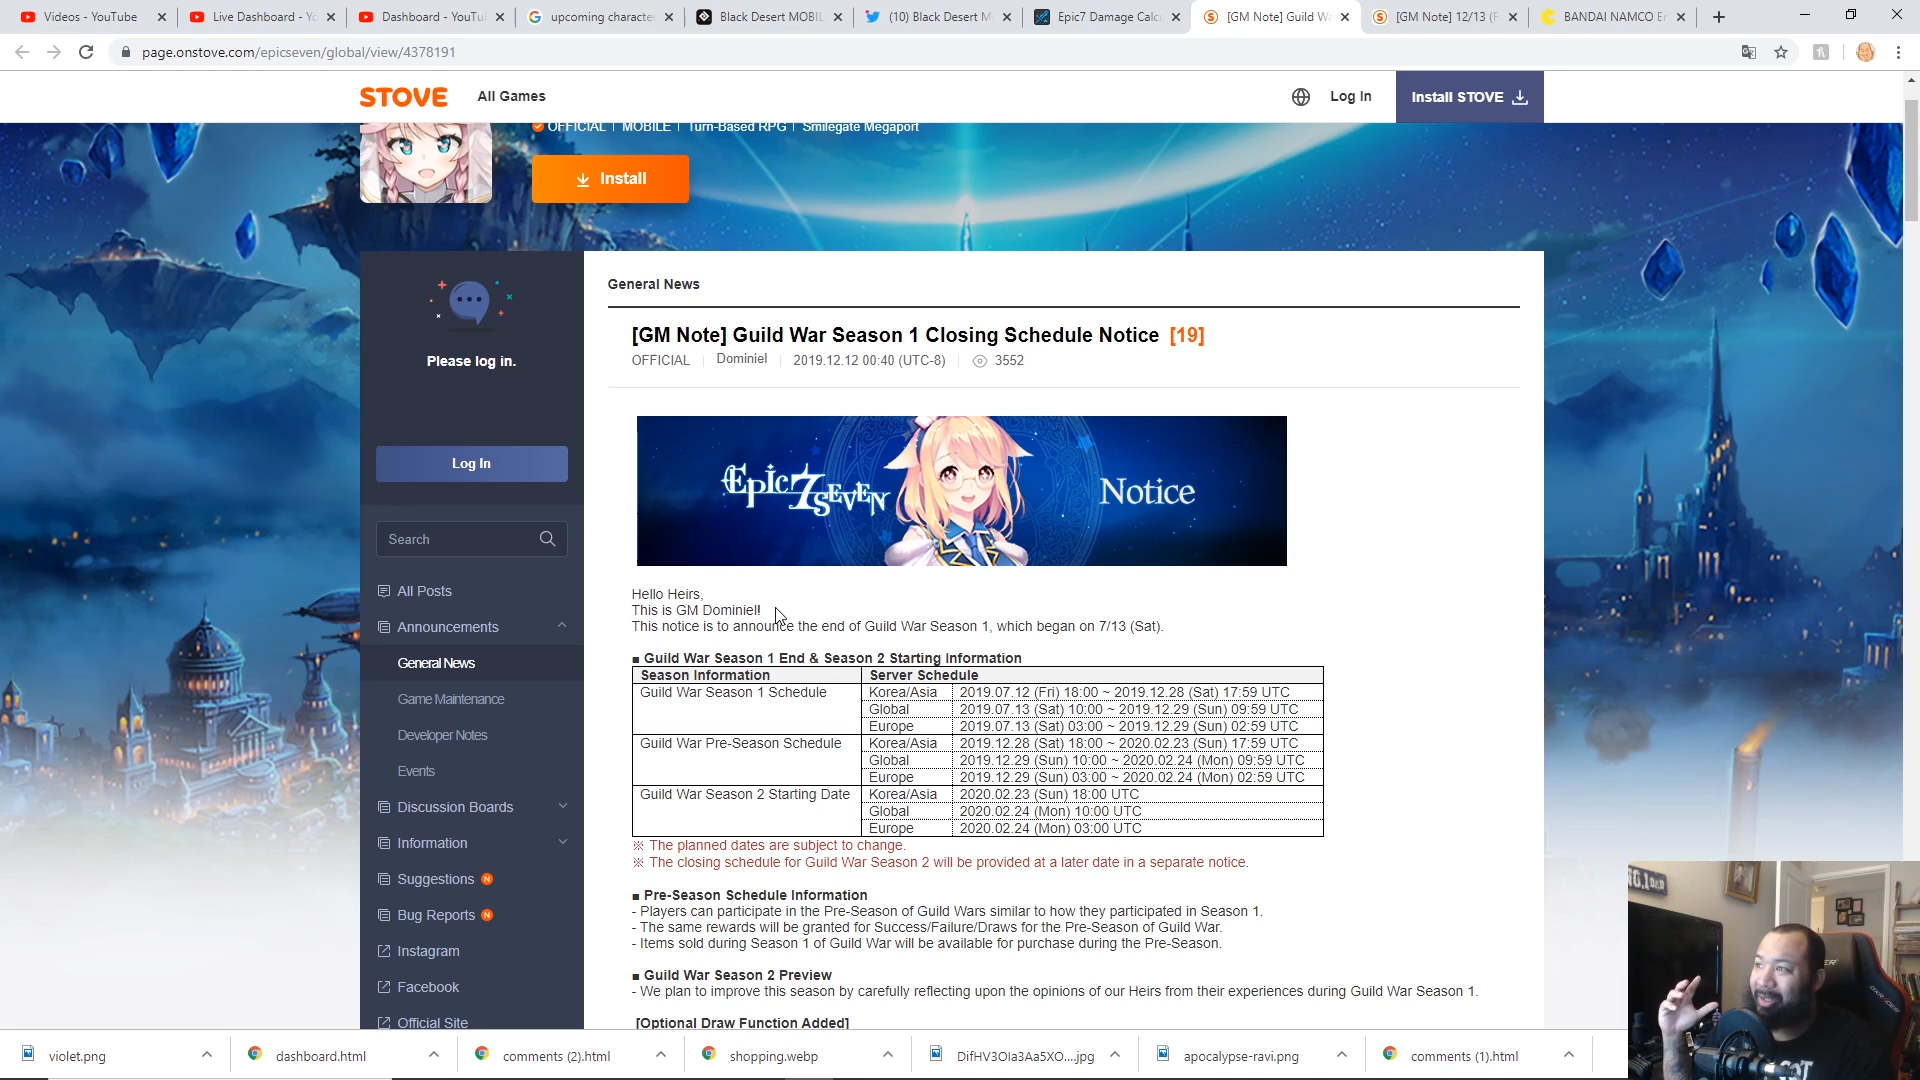 Videos - YouTube
Live Dashboard - Yo
Dashboard - YouTu
upcoming characte
Black Desert MOBIL
(10) Black Desert M
Epic7 Damage Calc
[GM Note] Guild Wa
[GM Note] 12/13 (F
BANDAI NAMCO E
page.onstove.com/epicseven/global/view/4378191
STOVE
All Games
Log In
Install STOVE
OFFICIAL | MOBILE | Turn-Based RPG | Smilegate Megaport
Install
Please log in.
Log In
Search
All Posts
Announcements
General News
Game Maintenance
Developer Notes
Events
Discussion Boards
Information
Suggestions N
Bug Reports N
Instagram
Facebook
Official Site
General News
[GM Note] Guild War Season 1 Closing Schedule Notice [19]
OFFICIAL | Dominiel | 2019.12.12 00:40 (UTC-8) | 3552
Epic 7 SEVEN
Notice
Hello Heirs,
This is GM Dominiel!
This notice is to announce the end of Guild War Season 1, which began on 7/13 (Sat).
■ Guild War Season 1 End & Season 2 Starting Information
Season Information Server Schedule
Guild War Season 1 Schedule Korea/Asia 2019.07.12 (Fri) 18:00 ~ 2019.12.28 (Sat) 17:59 UTC
Global 2019.07.13 (Sat) 10:00 ~ 2019.12.29 (Sun) 09:59 UTC
Europe 2019.07.13 (Sat) 03:00 ~ 2019.12.29 (Sun) 02:59 UTC
Guild War Pre-Season Schedule Korea/Asia 2019.12.28 (Sat) 18:00 ~ 2020.02.23 (Sun) 17:59 UTC
Global 2019.12.29 (Sun) 10:00 ~ 2020.02.24 (Mon) 09:59 UTC
Europe 2019.12.29 (Sun) 03:00 ~ 2020.02.24 (Mon) 02:59 UTC
Guild War Season 2 Starting Date Korea/Asia 2020.02.23 (Sun) 18:00 UTC
Global 2020.02.24 (Mon) 10:00 UTC
Europe 2020.02.24 (Mon) 03:00 UTC
※ The planned dates are subject to change.
※ The closing schedule for Guild War Season 2 will be provided at a later date in a separate notice.
■ Pre-Season Schedule Information
- Players can participate in the Pre-Season of Guild Wars similar to how they participated in Season 1.
- The same rewards will be granted for Success/Failure/Draws for the Pre-Season of Guild War.
- Items sold during Season 1 of Guild War will be available for purchase during the Pre-Season.
■ Guild War Season 2 Preview
- We plan to improve this season by carefully reflecting upon the opinions of our Heirs from their experiences during Guild War Season 1.
[Optional Draw Function Added]
violet.png
dashboard.html
comments (2).html
shopping.webp
DifHV3OIa3Aa5XO....jpg
apocalypse-ravi.png
comments (1).html